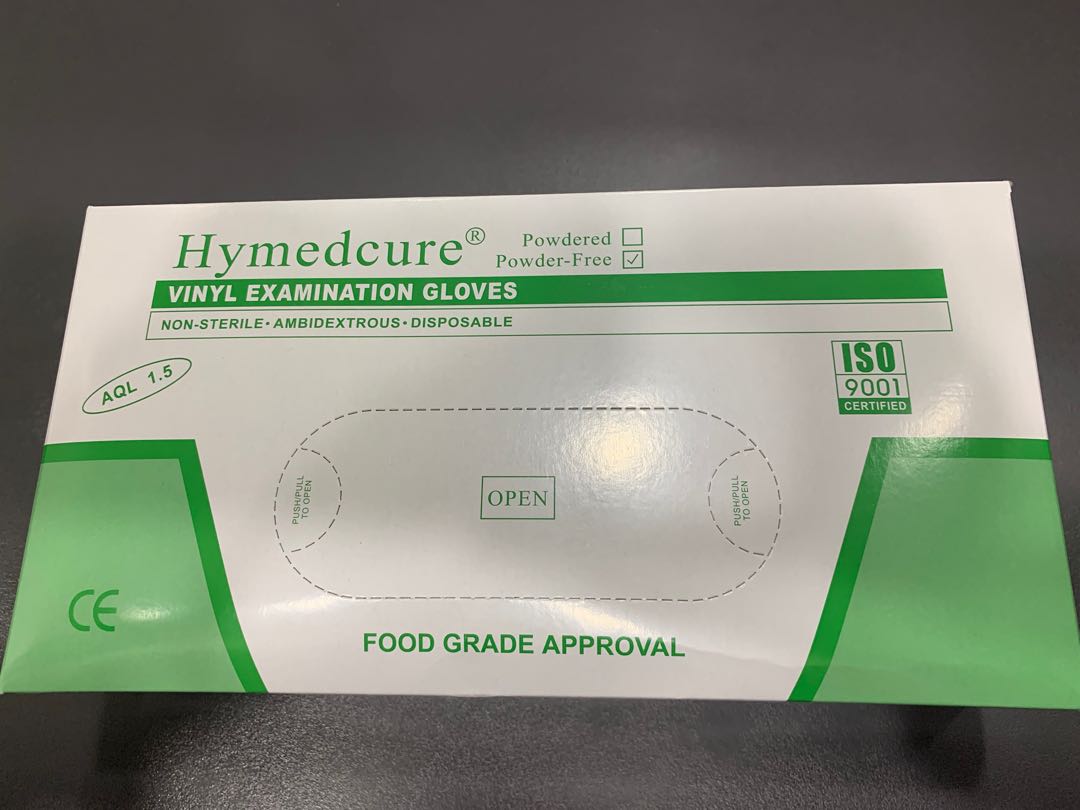 Hymedcure®
Powdered ☐
Powder-Free ☑
VINYL EXAMINATION GLOVES
NON-STERILE • AMBIDEXTROUS • DISPOSABLE
AQL 1.5
ISO
9001
CERTIFIED
PUSH/PULL
TO OPEN
OPEN
PUSH/PULL
TO OPEN
CE
FOOD GRADE APPROVAL